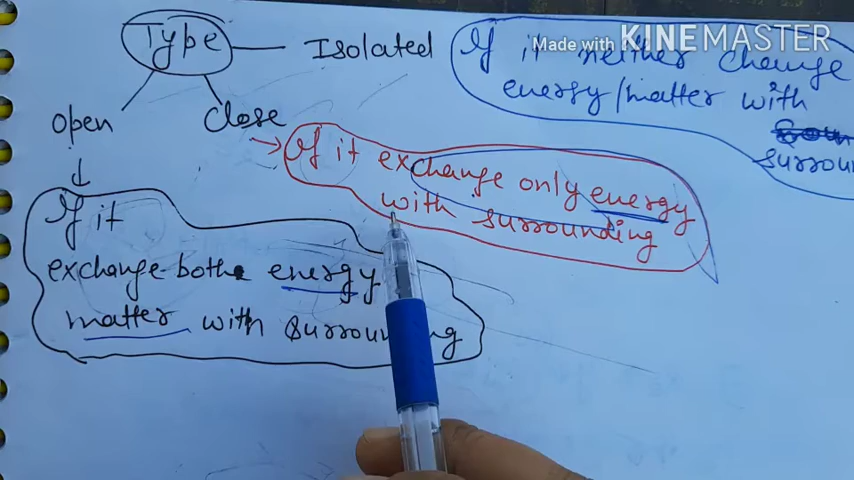 Made with KINEMASTER
Type
Isolated
If it neither change
energy/matter with
open
close
If it exchange only energy
with surrounding
If it
exchange both energy
matter with surrounding